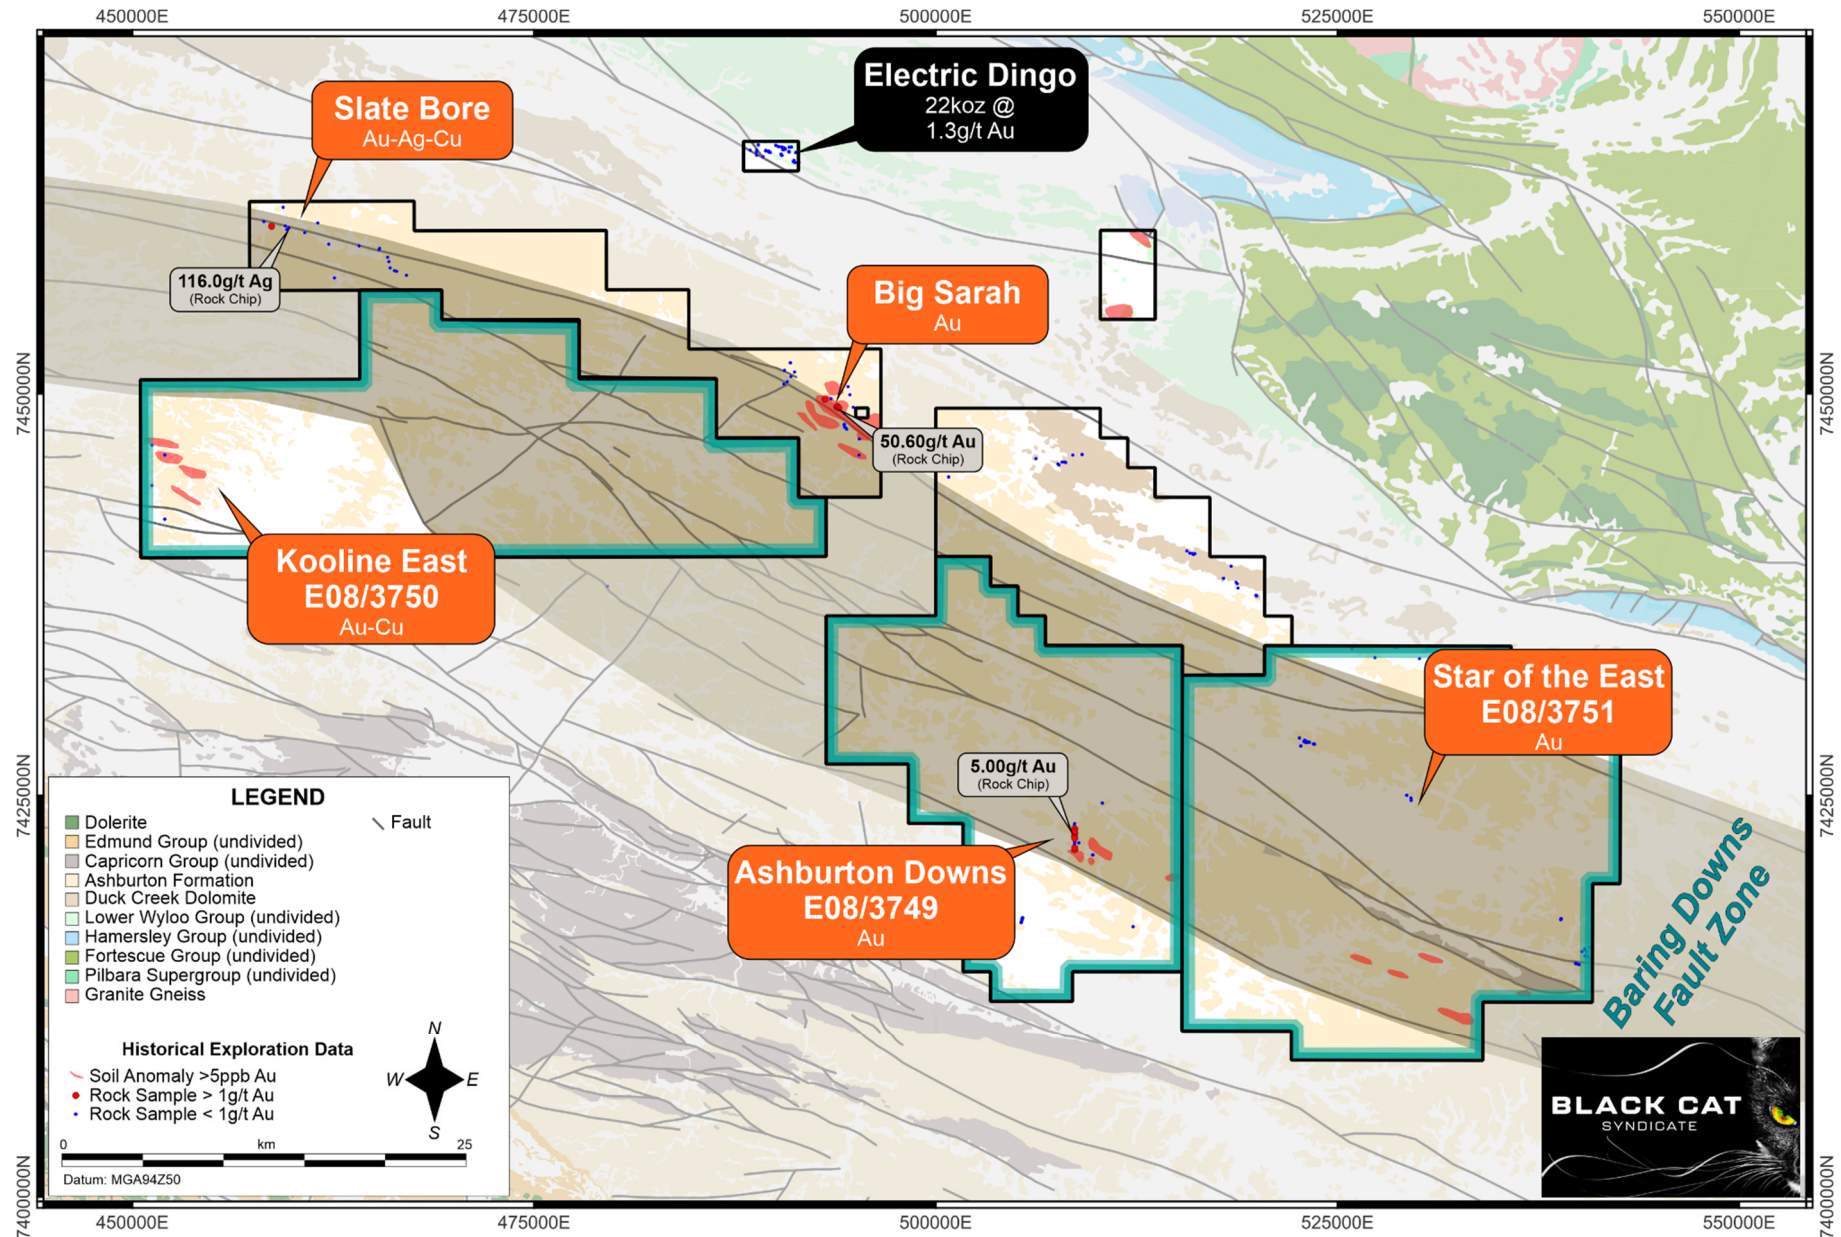 450000E
475000E
500000E
525000E
550000E
Electric Dingo
22koz @
1.3g/t Au
Slate Bore
Au-Ag-Cu
116.0g/t Ag
(Rock Chip)
Big Sarah
Au
7450000N
7450000N
50.60g/t Au
(Rock Chip)
Kooline East
E08/3750
Au-Cu
Star of the East
E08/3751
Au
5.00g/t Au
(Rock Chip)
7425000N
7425000N
Ashburton Downs
E08/3749
Au
Baring Downs
Fault Zone
LEGEND
Dolerite
Fault
Edmund Group (undivided)
Capricorn Group (undivided)
Ashburton Formation
Duck Creek Dolomite
Lower Wyloo Group (undivided)
Hamersley Group (undivided)
Fortescue Group (undivided)
Pilbara Supergroup (undivided)
Granite Gneiss
Historical Exploration Data
Soil Anomaly >5ppb Au
Rock Sample > 1g/t Au
Rock Sample < 1g/t Au
N
W
E
S
0 km 25
Datum: MGA94Z50
BLACK CAT
SYNDICATE
7400000N
7400000N
450000E
475000E
500000E
525000E
550000E